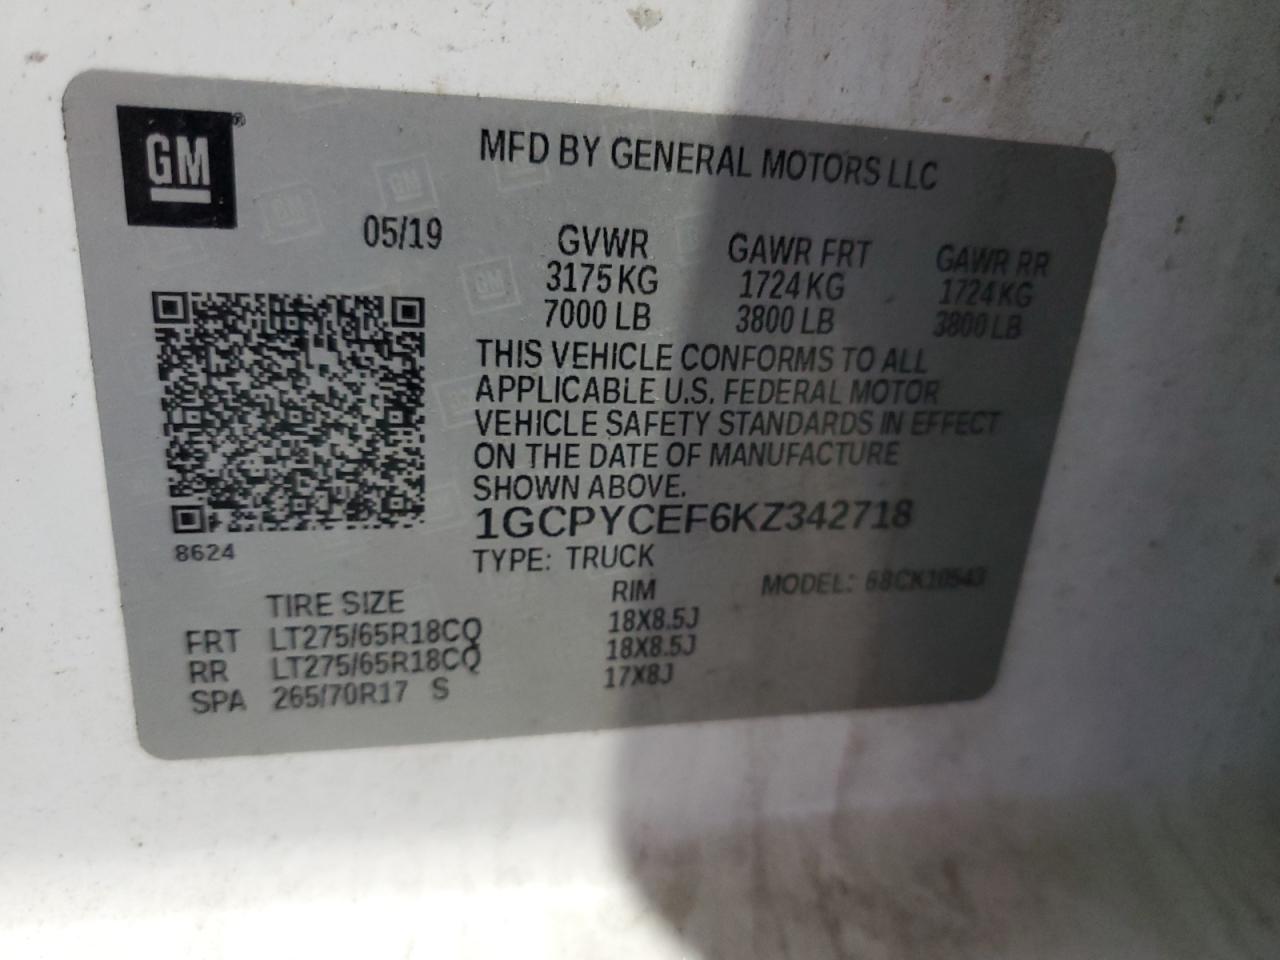 GM®
MFD BY GENERAL MOTORS LLC
05/19
GVWR GAWR FRT GAWR RR
3175KG 1724KG 1724KG
7000 LB 3800 LB 3800 LB
THIS VEHICLE CONFORMS TO ALL
APPLICABLE U.S. FEDERAL MOTOR
VEHICLE SAFETY STANDARDS IN EFFECT
ON THE DATE OF MANUFACTURE
SHOWN ABOVE.
1GCPYCEF6KZ342718
8624
TYPE: TRUCK
MODEL: 68CK10543
TIRE SIZE RIM
FRT LT275/65R18CQ 18X8.5J
RR LT275/65R18CQ 18X8.5J
SPA 265/70R17 S 17X8J